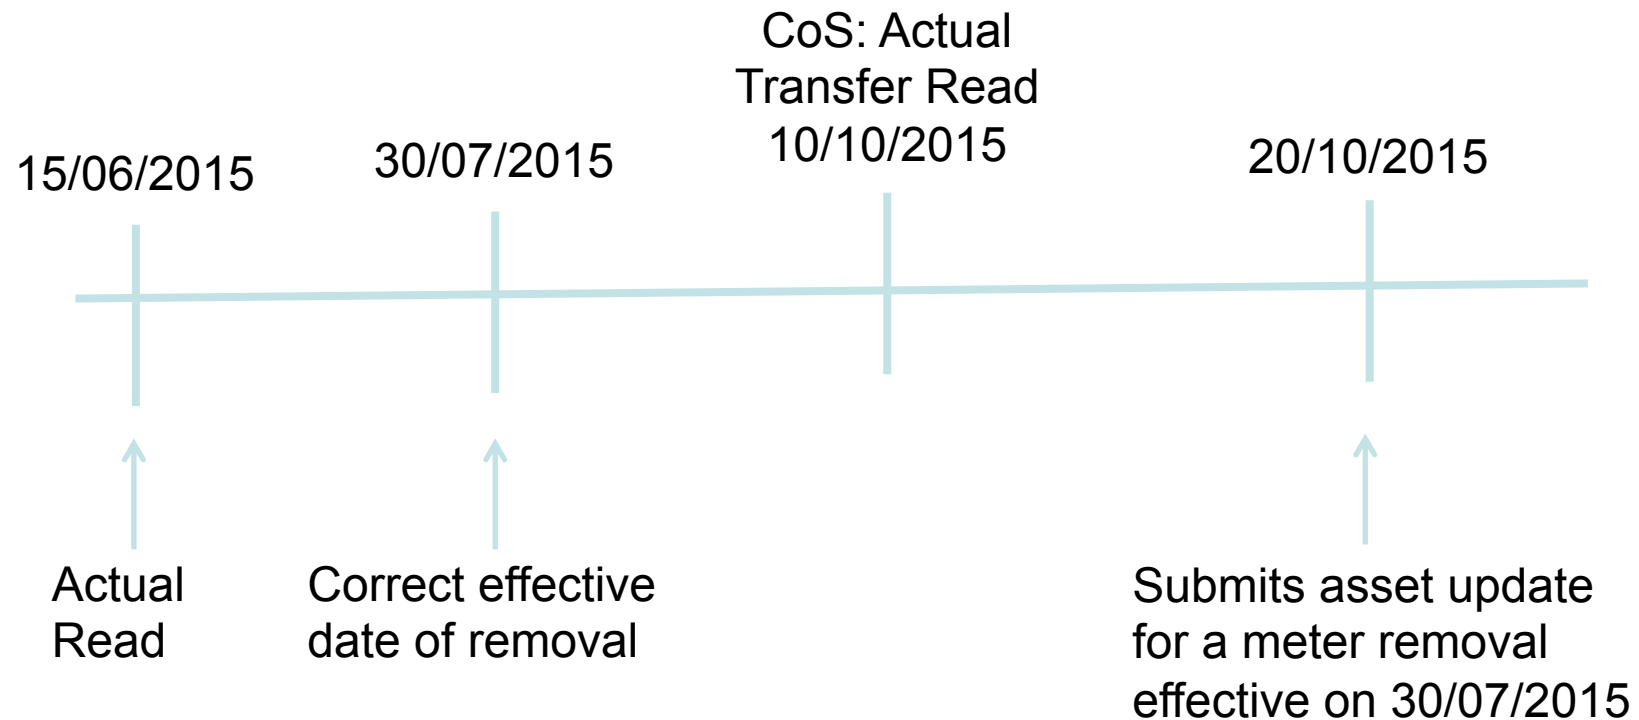 CoS: Actual
Transfer Read
10/10/2015
15/06/2015
30/07/2015
20/10/2015
Actual
Read
Correct effective
date of removal
Submits asset update
for a meter removal
effective on 30/07/2015